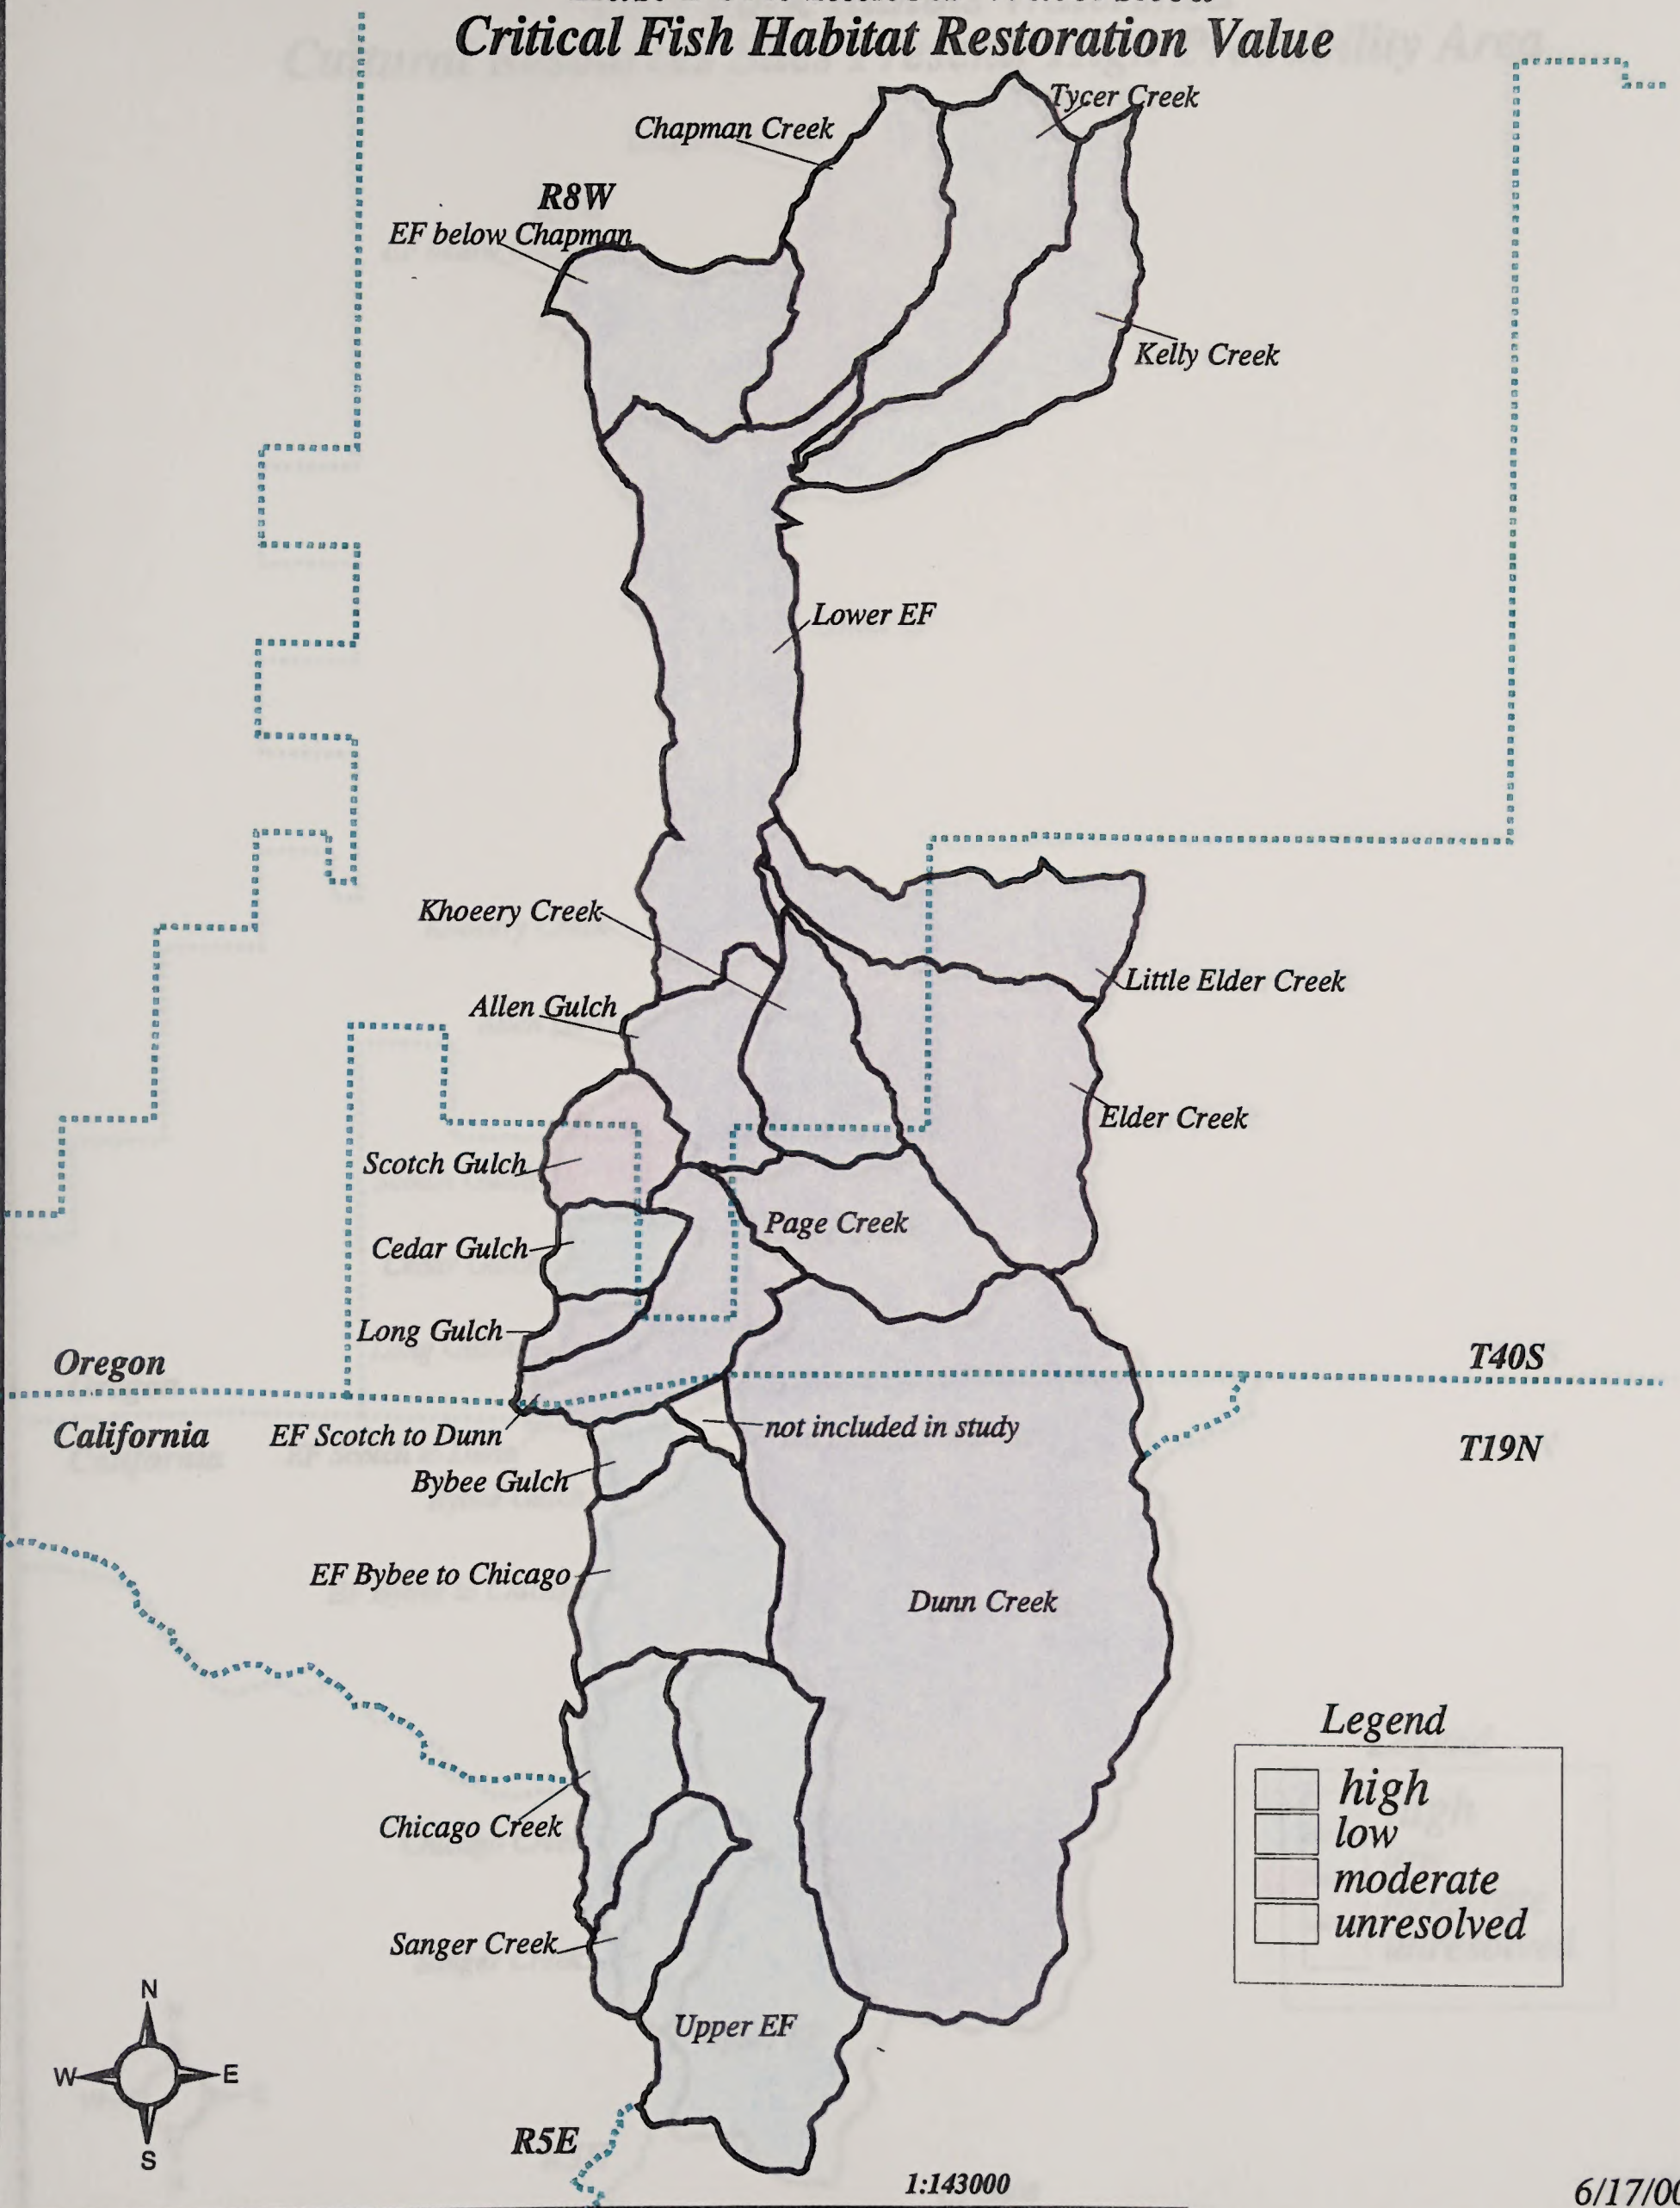 Critical Fish Habitat Restoration Value
Tycer Creek
Chapman Creek
R8W
EF below Chapman
Kelly Creek
Lower EF
Khoeery Creek
Little Elder Creek
Allen Gulch
Elder Creek
Scotch Gulch
Page Creek
Cedar Gulch
Long Gulch
Oregon
T40S
California
EF Scotch to Dunn
not included in study
T19N
Bybee Gulch
EF Bybee to Chicago
Dunn Creek
Legend
high
low
moderate
unresolved
Chicago Creek
Sanger Creek
Upper EF
N
W
E
S
R5E
1:143000